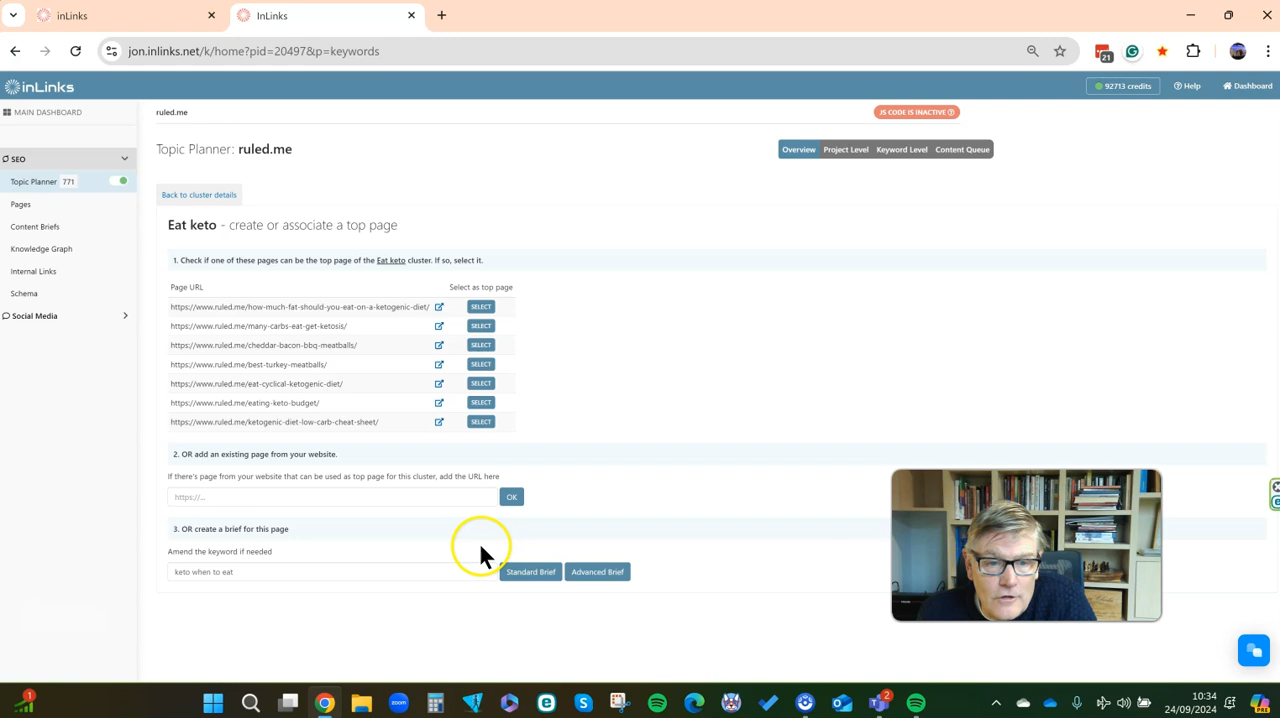 inLinks
InLinks
jon.inlinks.net/k/home?pid=20497&p=keywords
21
inLinks
92713 credits
Help
Dashboard
MAIN DASHBOARD
ruled.me
JS CODE IS INACTIVE
SEO
Topic Planner: ruled.me
Overview
Project Level
Keyword Level
Content Queue
Topic Planner 771
Back to cluster details
Pages
Content Briefs
Eat keto - create or associate a top page
Knowledge Graph
1. Check if one of these pages can be the top page of the Eat keto cluster. If so, select it.
Internal Links
Page URL
Select as top page
Schema
https://www.ruled.me/how-much-fat-should-you-eat-on-a-ketogenic-diet/
SELECT
Social Media
https://www.ruled.me/many-carbs-eat-get-ketosis/
SELECT
https://www.ruled.me/cheddar-bacon-bbq-meatballs/
SELECT
https://www.ruled.me/best-turkey-meatballs/
SELECT
https://www.ruled.me/eat-cyclical-ketogenic-diet/
SELECT
https://www.ruled.me/eating-keto-budget/
SELECT
https://www.ruled.me/ketogenic-diet-low-carb-cheat-sheet/
SELECT
2. OR add an existing page from your website.
If there's page from your website that can be used as top page for this cluster, add the URL here
https://...
OK
3. OR create a brief for this page
Amend the keyword if needed
keto when to eat
Standard Brief
Advanced Brief
1
zoom
2
10:34
24/09/2024
PRE